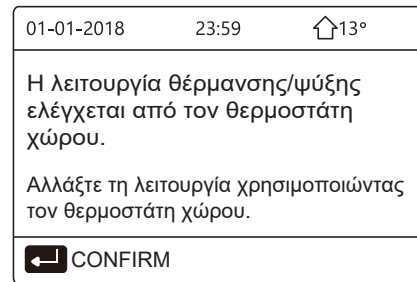 01-01-2018 23:59 13°
Η λειτουργία θέρμανσης/ψύξης
ελέγχεται από τον θερμοστάτη
χώρου.
Αλλάξτε τη λειτουργία χρησιμοποιώντας
τον θερμοστάτη χώρου.
CONFIRM